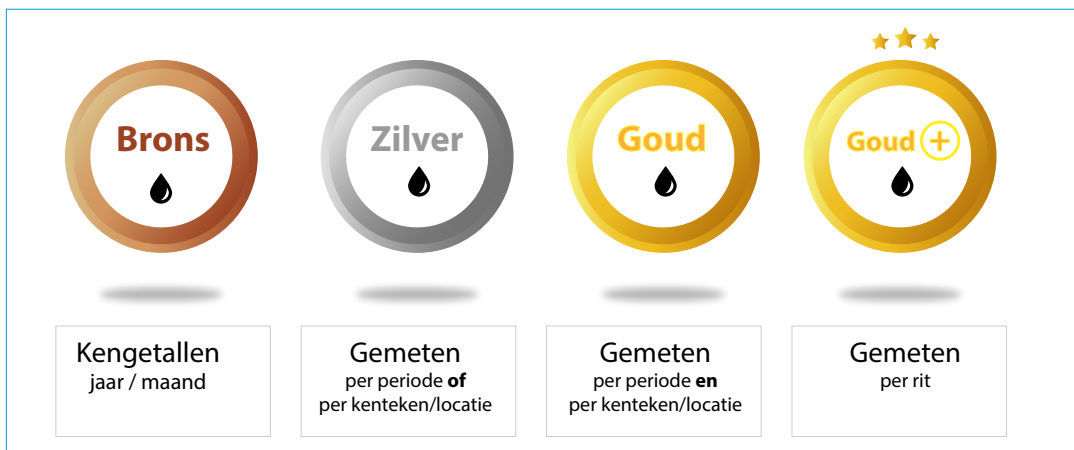 Brons
Zilver
Goud
Goud +
Kengetallen
jaar / maand
Gemeten
per periode of
per kenteken/locatie
Gemeten
per periode en
per kenteken/locatie
Gemeten
per rit